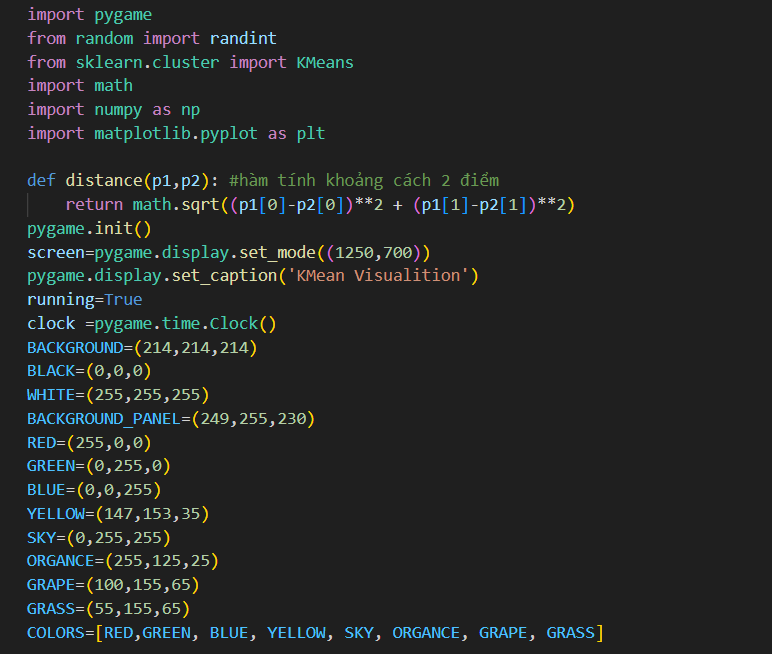 import pygame
from random import randint
from sklearn.cluster import KMeans
import math
import numpy as np
import matplotlib.pyplot as plt
def distance(p1,p2): #hàm tính khoảng cách 2 điểm
return math.sqrt((p1[0]-p2[0])**2 + (p1[1]-p2[1])**2)
pygame.init()
screen=pygame.display.set_mode((1250,700))
pygame.display.set_caption('KMean Visualition')
running=True
clock =pygame.time.Clock()
BACKGROUND=(214,214,214)
BLACK=(0,0,0)
WHITE=(255,255,255)
BACKGROUND_PANEL=(249,255,230)
RED=(255,0,0)
GREEN=(0,255,0)
BLUE=(0,0,255)
YELLOW=(147,153,35)
SKY=(0,255,255)
ORGANCE=(255,125,25)
GRAPE=(100,155,65)
GRASS=(55,155,65)
COLORS=[RED,GREEN, BLUE, YELLOW, SKY, ORGANCE, GRAPE, GRASS]